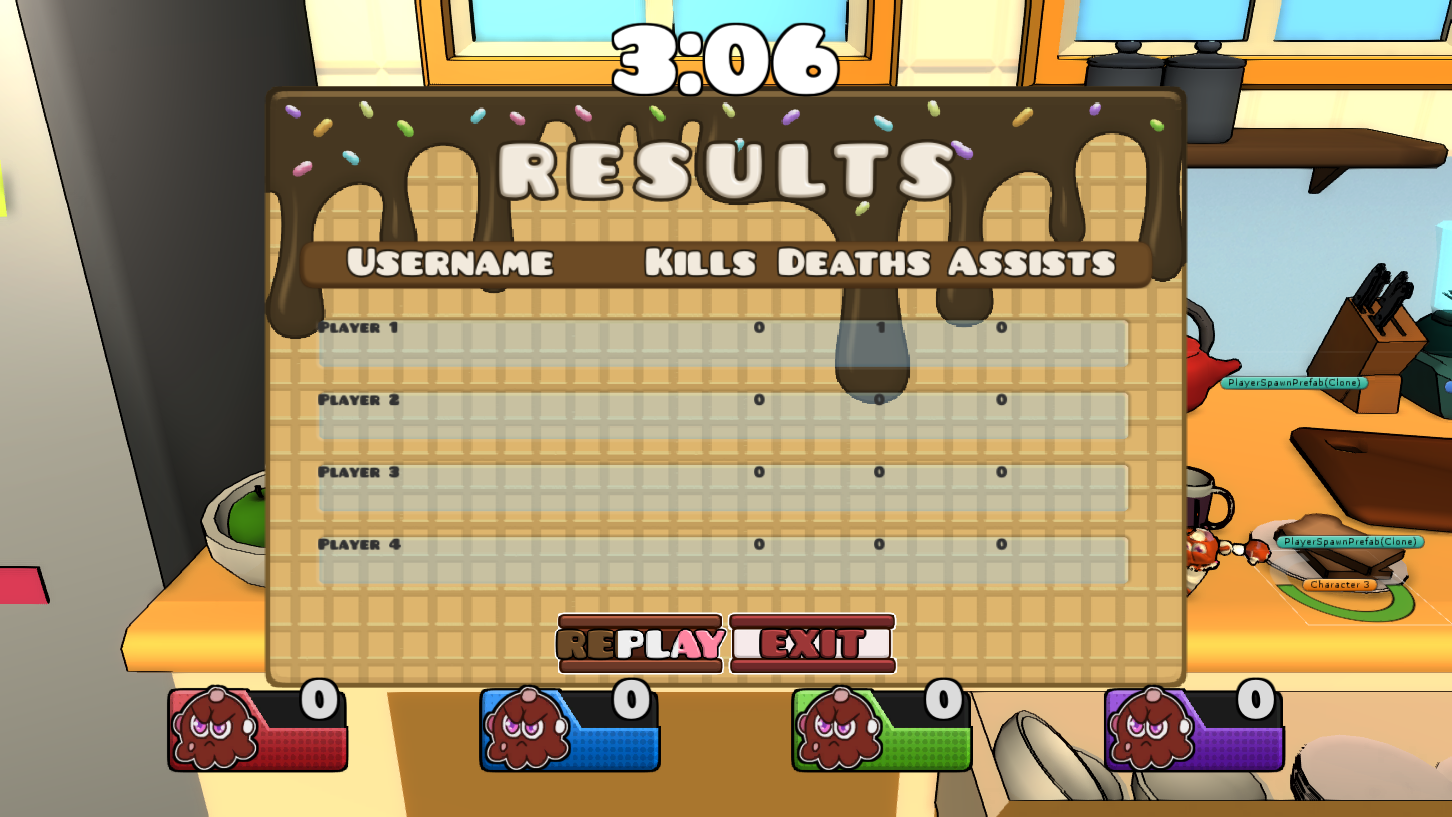 3:06
RESULTS
USERNAME KILLS DEATHS ASSISTS
PLAYER 1 0 1 0
PlayerSpawnPrefab(Clone)
PLAYER 2 0 0 0
PLAYER 3 0 0 0
PLAYER 4 0 0 0
PlayerSpawnPrefab(Clone)
Character 3
REPLAY EXIT
0 0 0 0